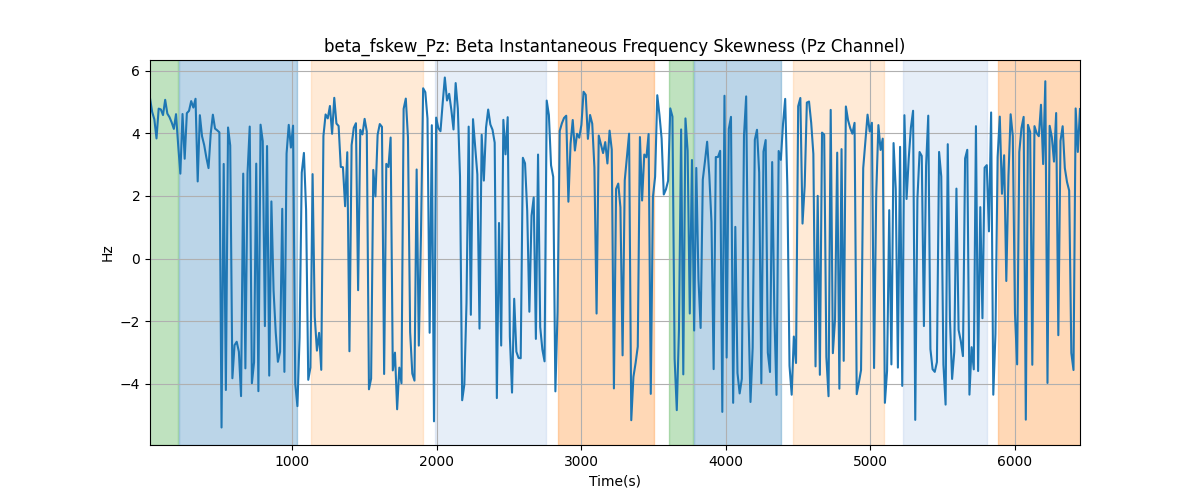 beta_fskew_Pz: Beta Instantaneous Frequency Skewness (Pz Channel)
6
4
2
0
−2
−4
Hz
1000 2000 3000 4000 5000 6000
Time(s)